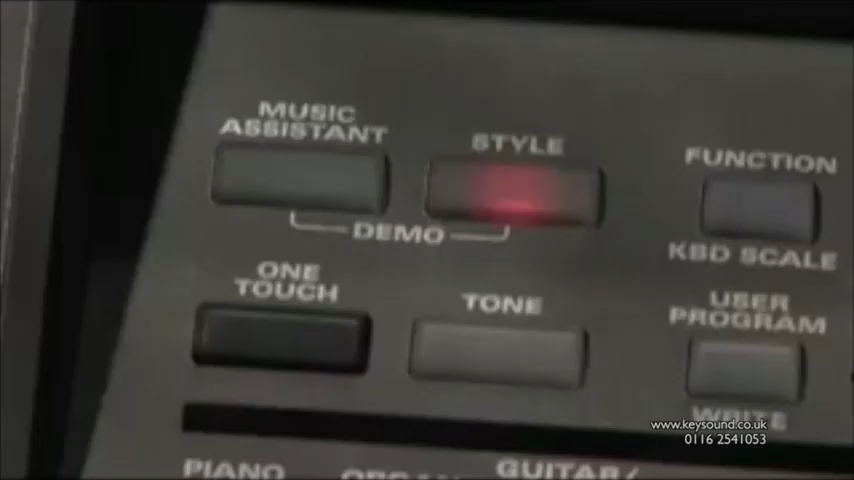 MUSIC
ASSISTANT
STYLE
FUNCTION
DEMO
KBD SCALE
ONE
TOUCH
TONE
USER
PROGRAM
WRITE
www.keysound.co.uk
0116 2541053
PIANO
ORGAN
GUITAR/